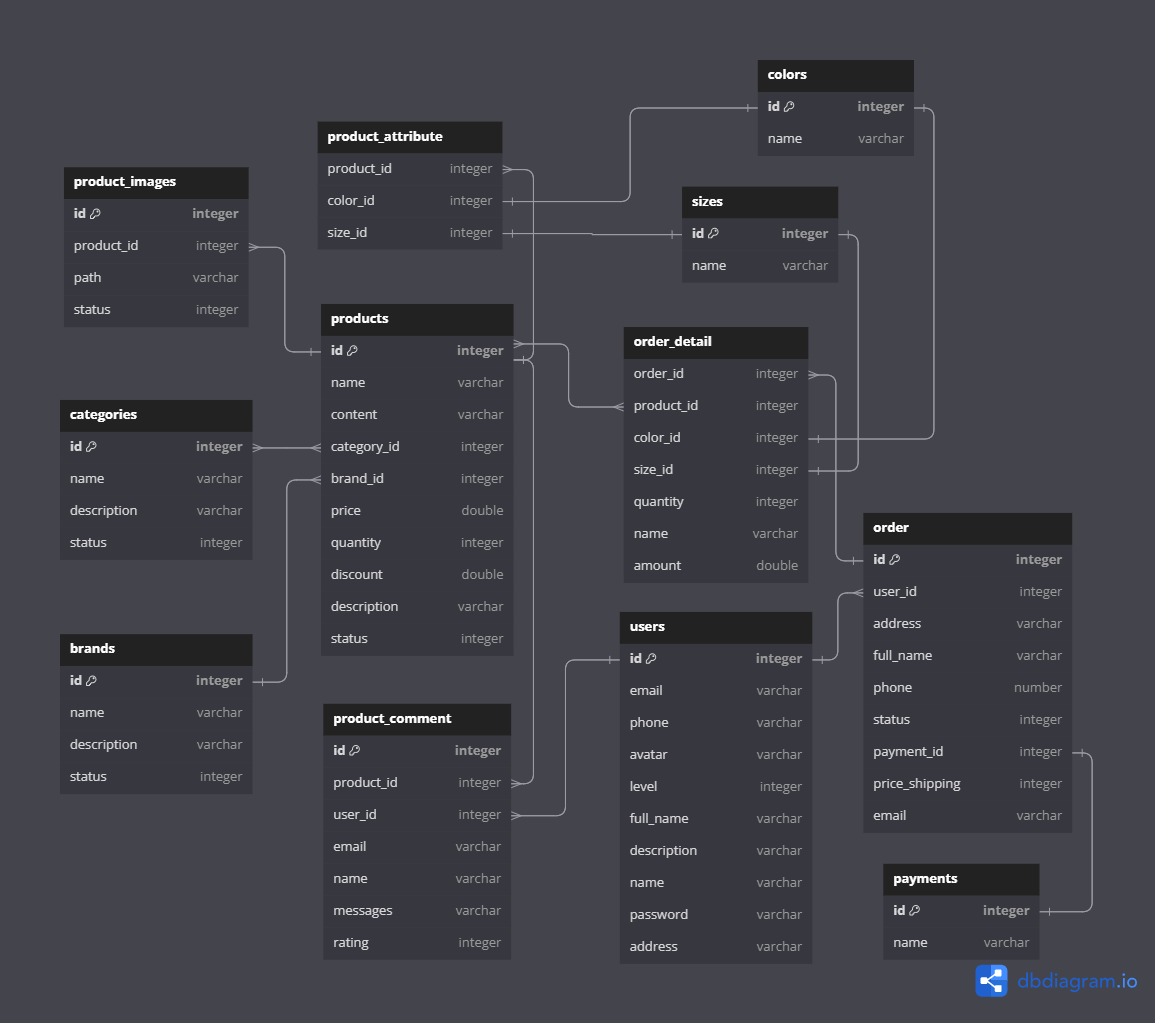 colors
id integer
name varchar
product_attribute
product_id integer
color_id integer
size_id integer
product_images
id integer
product_id integer
path varchar
status integer
sizes
id integer
name varchar
products
id integer
name varchar
content varchar
category_id integer
brand_id integer
price double
quantity integer
discount double
description varchar
status integer
order_detail
order_id integer
product_id integer
color_id integer
size_id integer
quantity integer
name varchar
amount double
categories
id integer
name varchar
description varchar
status integer
order
id integer
user_id integer
address varchar
full_name varchar
phone number
status integer
payment_id integer
price_shipping integer
email varchar
brands
id integer
name varchar
description varchar
status integer
users
id integer
email varchar
phone varchar
avatar varchar
level integer
full_name varchar
description varchar
name varchar
password varchar
address varchar
product_comment
id integer
product_id integer
user_id integer
email varchar
name varchar
messages varchar
rating integer
payments
id integer
name varchar
dbdiagram.io